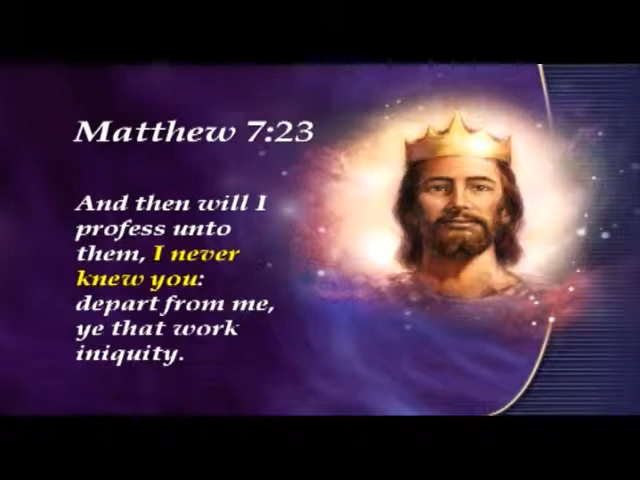 Matthew 7:23
And then will I
profess unto
them, I never
knew you:
depart from me,
ye that work
iniquity.